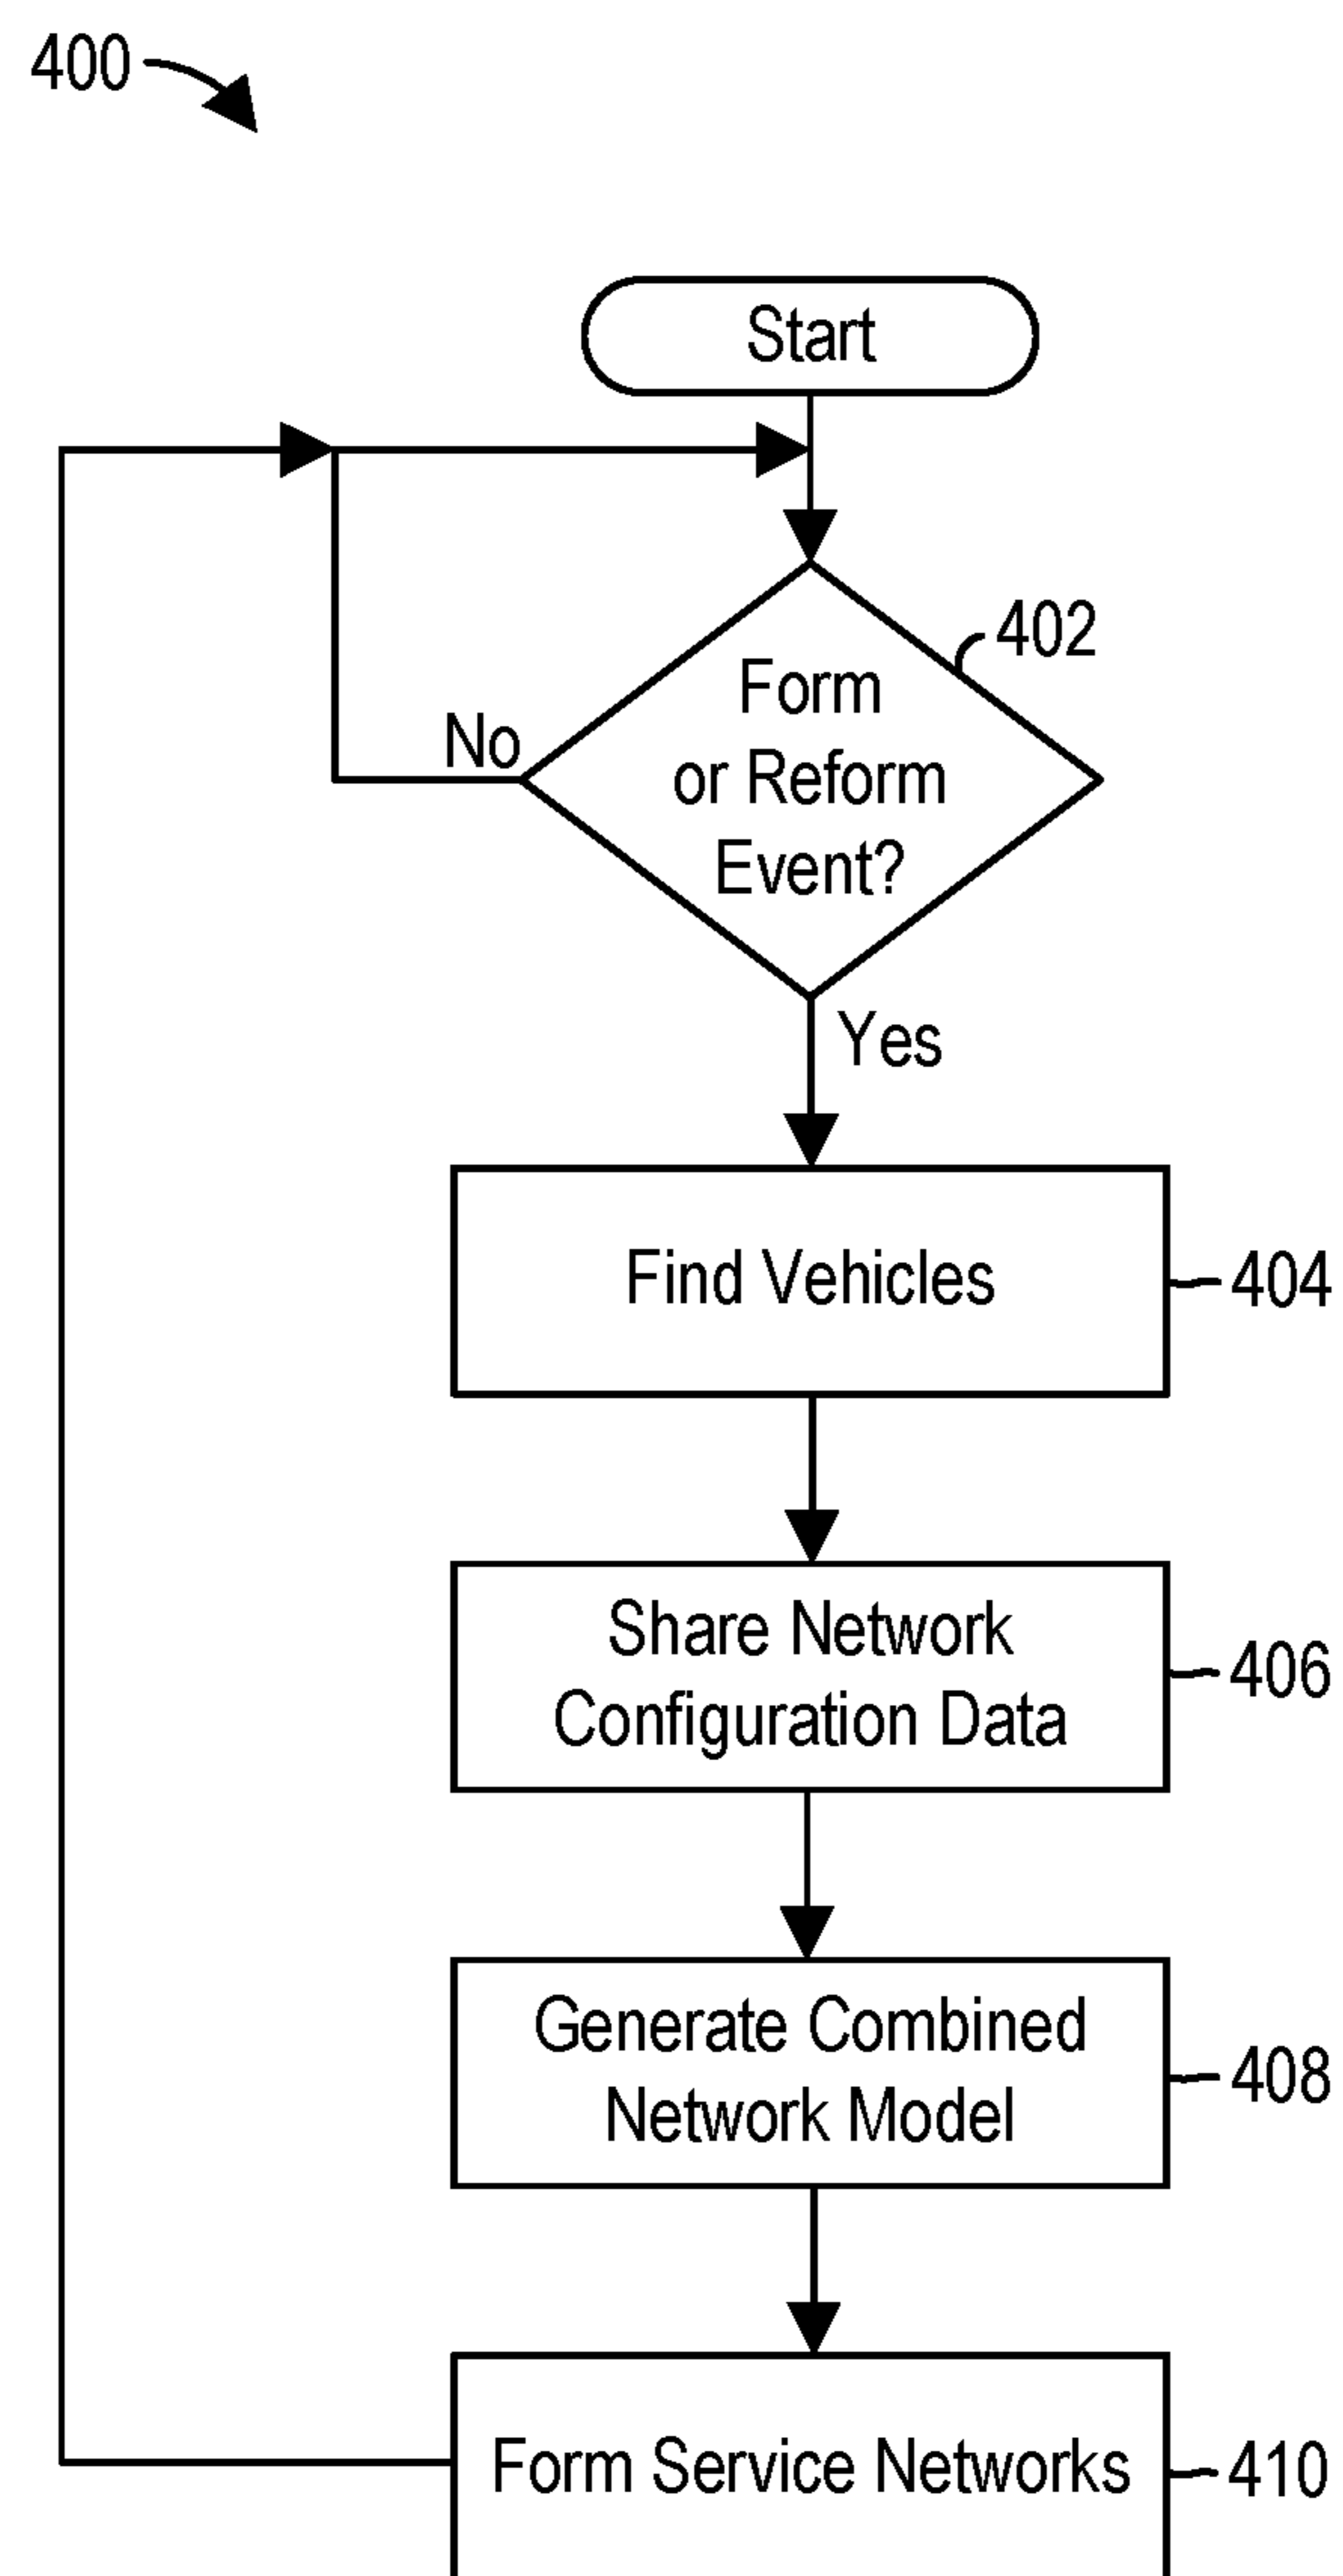 400
Start
402
Form
or Reform
Event?
No
Yes
Find Vehicles
404
Share Network
Configuration Data
406
Generate Combined
Network Model
408
Form Service Networks
410